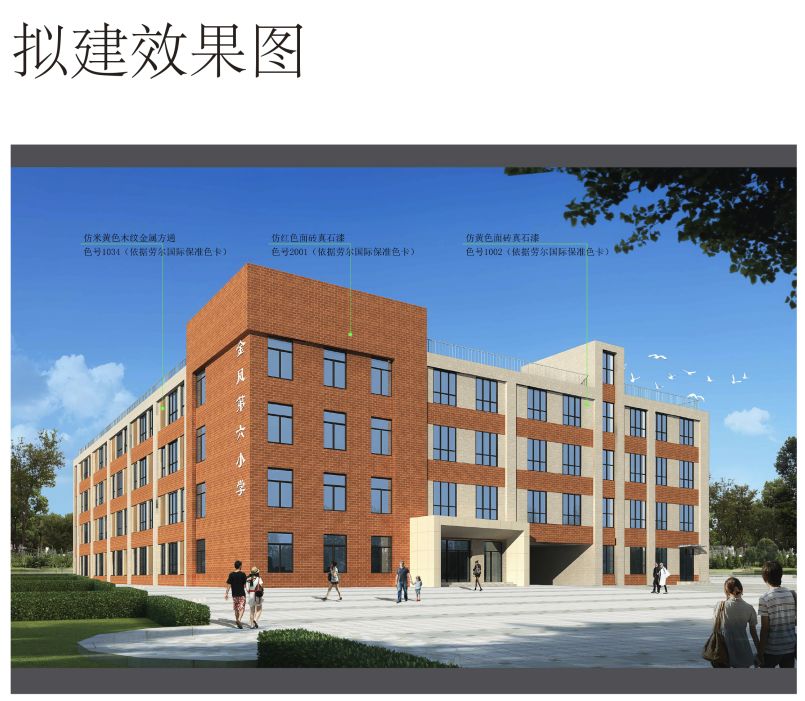 拟建效果图
仿米黄色木纹金属方通
色号1034（依据劳尔国际保准色卡）
仿红色面砖真石漆
色号2001（依据劳尔国际保准色卡）
仿黄色面砖真石漆
色号1002（依据劳尔国际保准色卡）
金凤第六小学